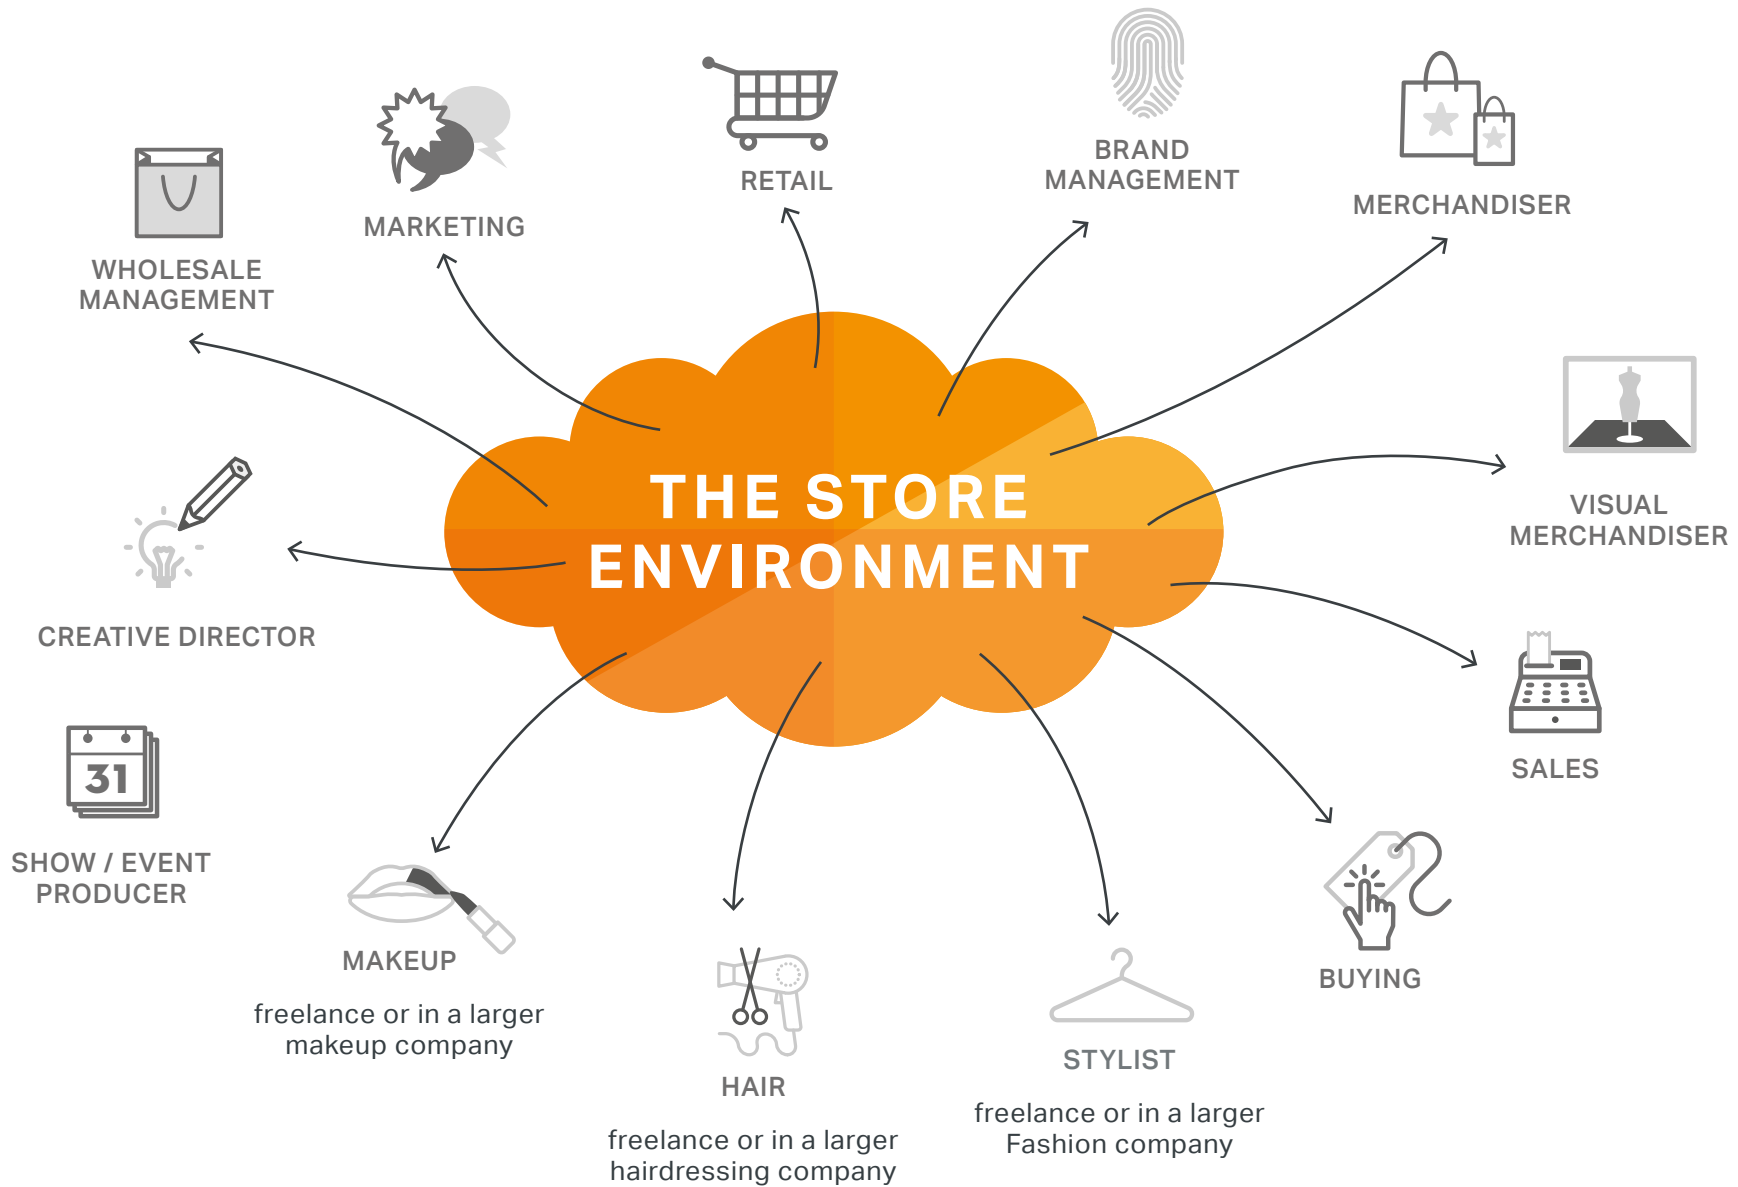 BRAND
MANAGEMENT
RETAIL
MERCHANDISER
MARKETING
WHOLESALE
MANAGEMENT
THE STORE
ENVIRONMENT
VISUAL
MERCHANDISER
CREATIVE DIRECTOR
SALES
31
SHOW / EVENT
PRODUCER
MAKEUP
freelance or in a larger
makeup company
BUYING
HAIR
freelance or in a larger
hairdressing company
STYLIST
freelance or in a larger
Fashion company